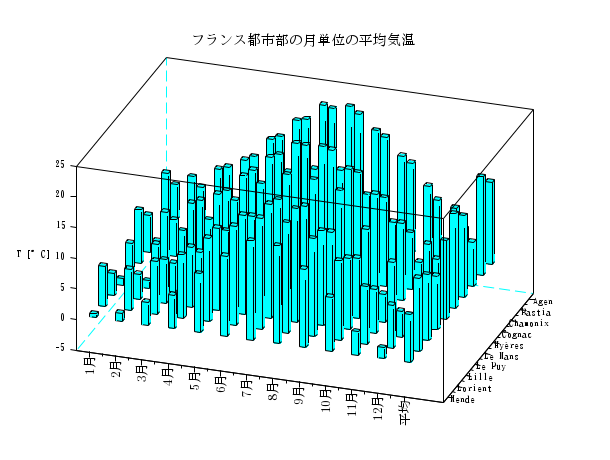 フランス都市部の月単位の平均気温
25
20
15
10
5
0
-5
T [°C]
1月
2月
3月
4月
5月
6月
7月
8月
9月
10月
11月
12月
平均
Agen
Bastia
Chamonix
Cognac
Hyères
Le Mans
Le Puy
Lille
Lorient
Mende